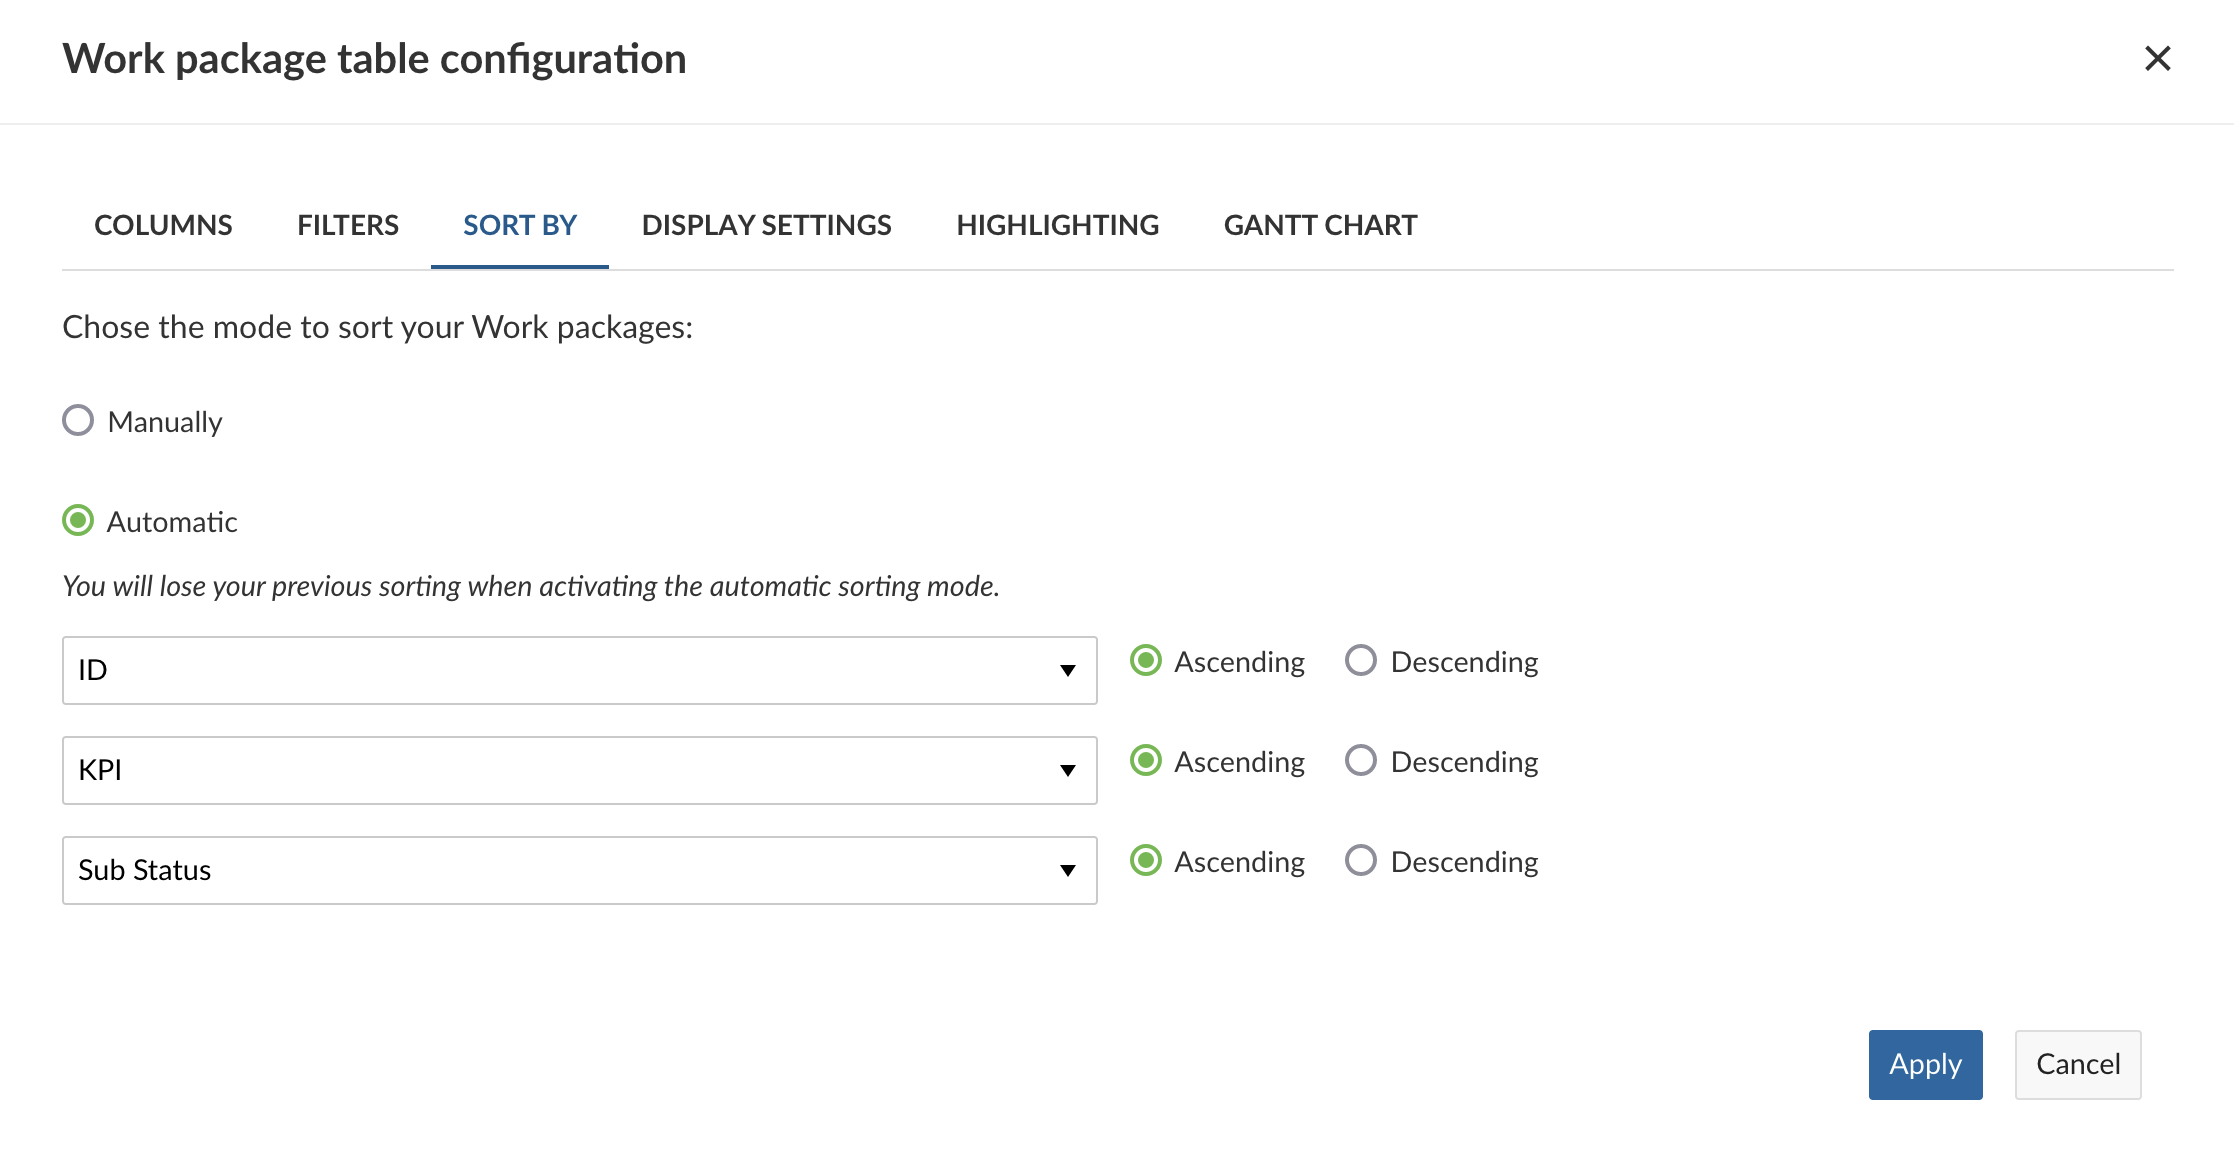 Work package table configuration
COLUMNS FILTERS SORT BY DISPLAY SETTINGS HIGHLIGHTING GANTT CHART
Chose the mode to sort your Work packages:
Manually
Automatic
You will lose your previous sorting when activating the automatic sorting mode.
ID Ascending Descending
KPI Ascending Descending
Sub Status Ascending Descending
Apply Cancel